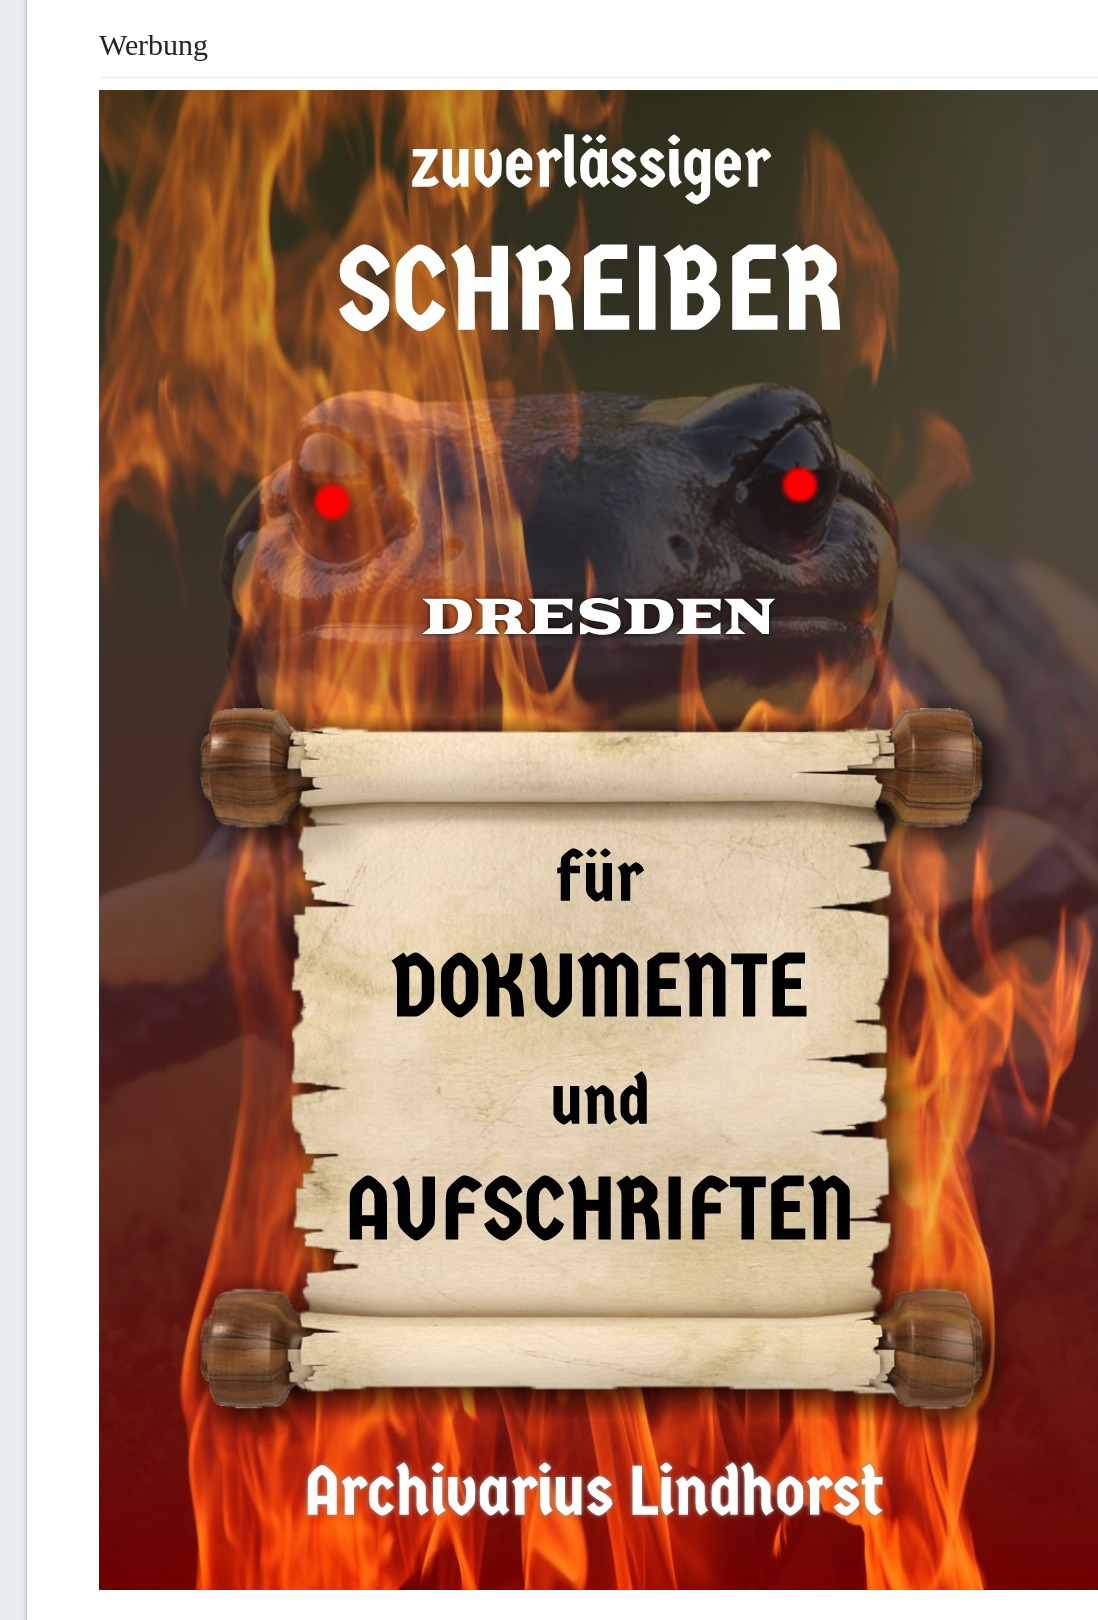 Werbung
zuverlässiger
SCHREIBER
DRESDEN
für
DOKUMENTE
und
AUFSCHRIFTEN
Archivarius Lindhorst